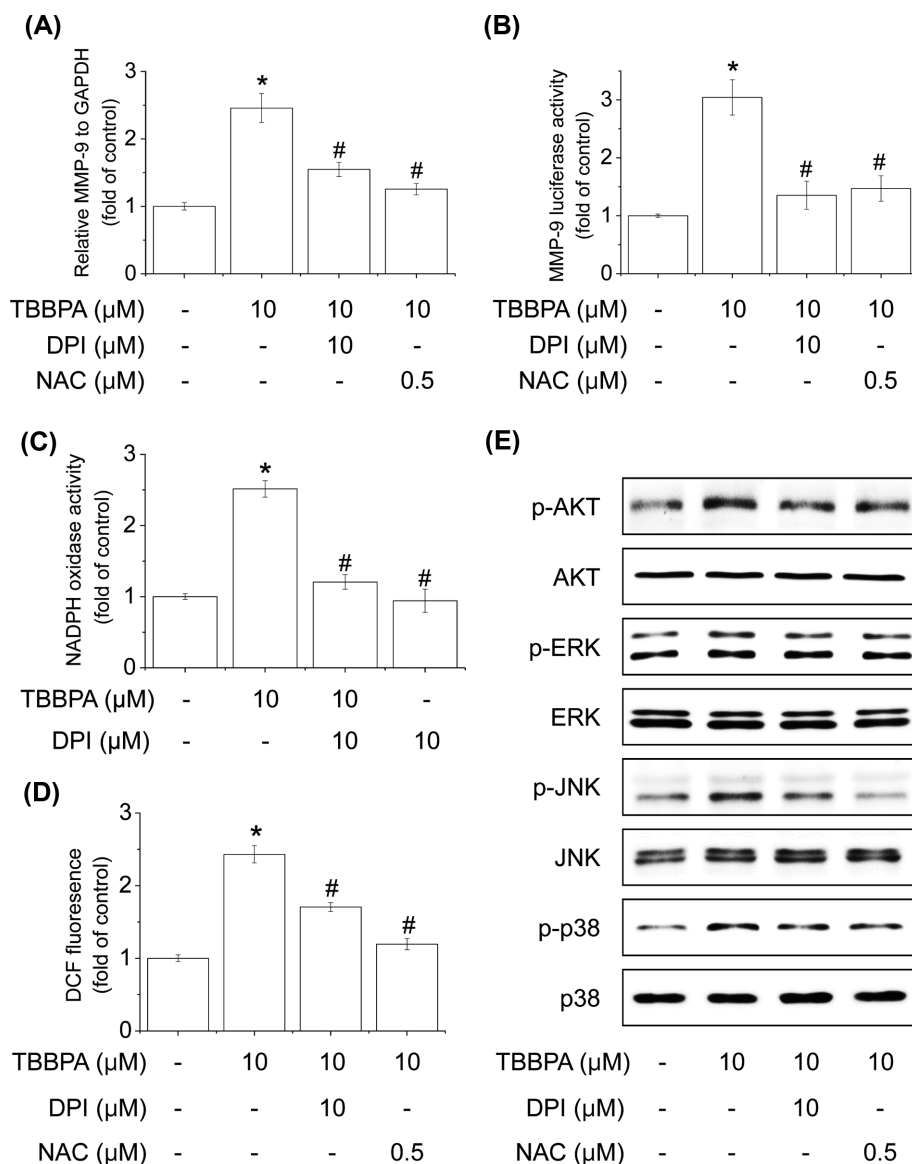 (A)
Relative MMP-9 to GAPDH
(fold of control)
3
2
1
0
*
#
#
TBBPA (μM) - 10 10 10
DPI (μM) - - 10 -
NAC (μM) - - - 0.5
(B)
MMP-9 luciferase activity
(fold of control)
3
2
1
0
*
#
#
TBBPA (μM) - 10 10 10
DPI (μM) - - 10 -
NAC (μM) - - - 0.5
(C)
NADPH oxidase activity
(fold of control)
3
2
1
0
*
#
#
TBBPA (μM) - 10 10 -
DPI (μM) - - 10 10
(D)
DCF fluoresence
(fold of control)
3
2
1
0
*
#
#
TBBPA (μM) - 10 10 10
DPI (μM) - - 10 -
NAC (μM) - - - 0.5
(E)
p-AKT
AKT
p-ERK
ERK
p-JNK
JNK
p-p38
p38
TBBPA (μM) - 10 10 10
DPI (μM) - - 10 -
NAC (μM) - - - 0.5